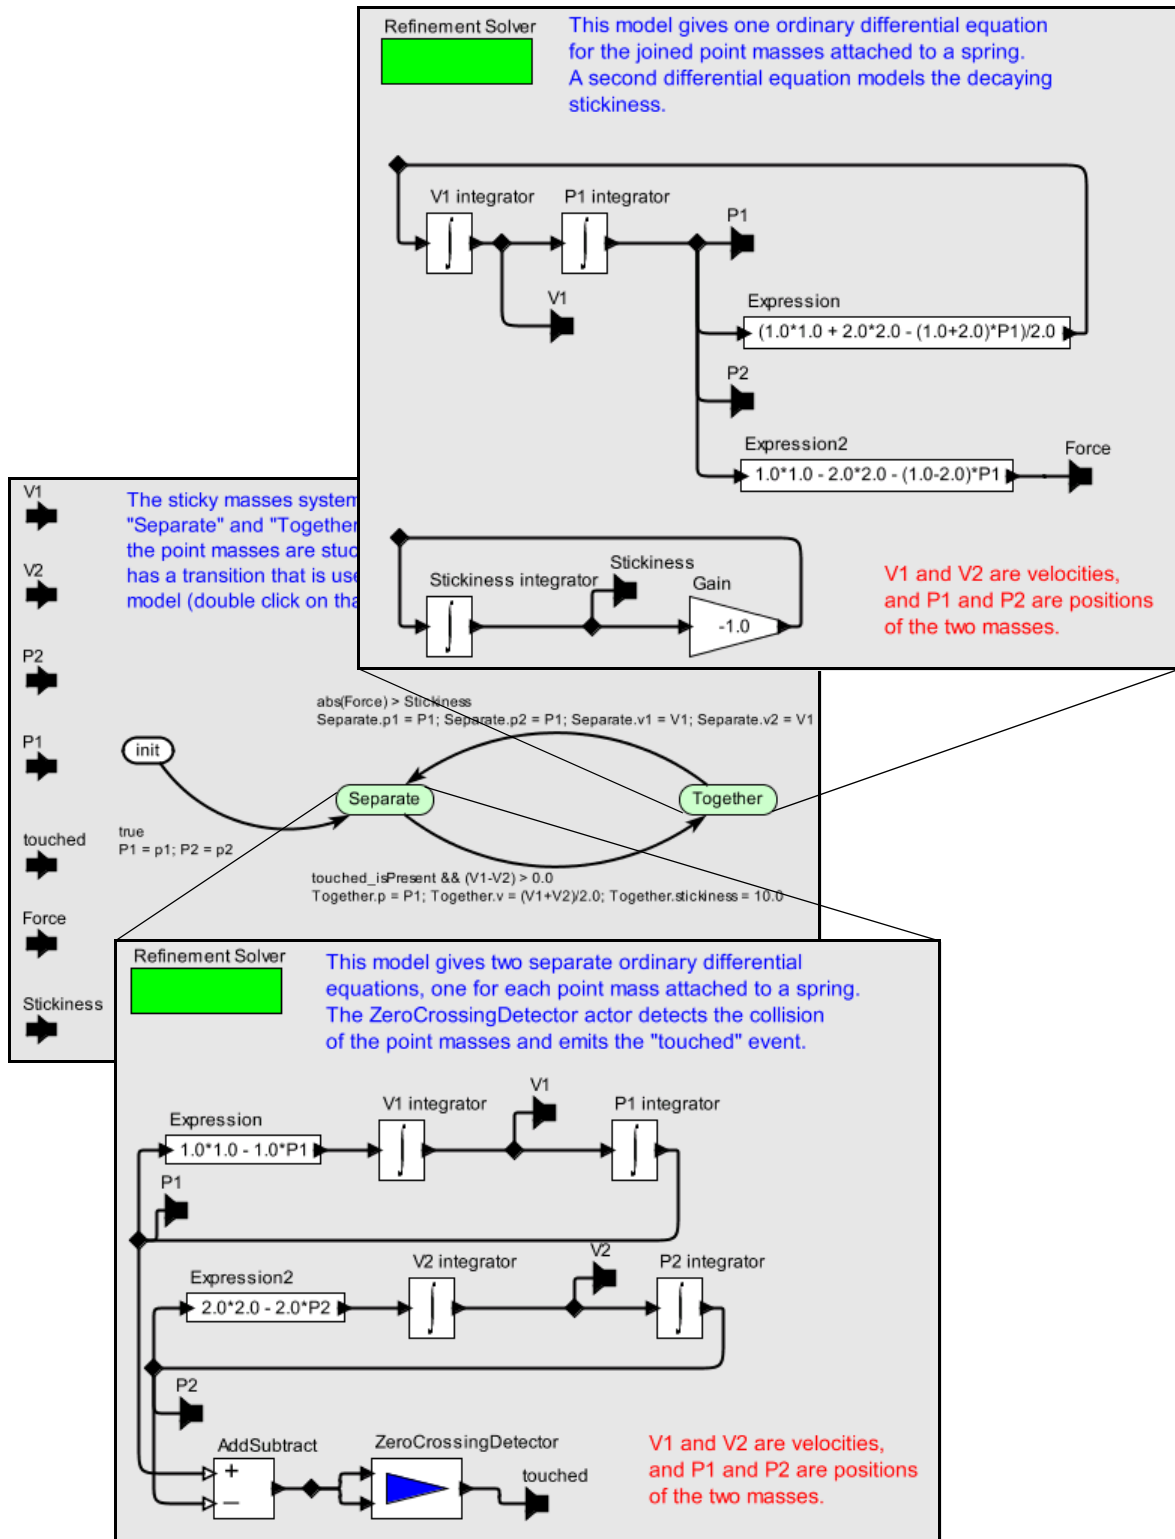 Refinement Solver
This model gives one ordinary differential equation
for the joined point masses attached to a spring.
A second differential equation models the decaying
stickiness.
V1 integrator
P1 integrator
P1
V1
Expression
(1.0*1.0 + 2.0*2.0 - (1.0+2.0)*P1)/2.0
P2
Expression2
1.0*1.0 - 2.0*2.0 - (1.0-2.0)*P1
Force
Stickiness integrator
Stickiness
Gain
-1.0
V1 and V2 are velocities,
and P1 and P2 are positions
of the two masses.
V1
V2
P2
P1
touched
Force
Stickiness
The sticky masses system
"Separate" and "Together
the point masses are stuc
has a transition that is use
model (double click on tha
abs(Force) > Stickiness
Separate.p1 = P1; Separate.p2 = P1; Separate.v1 = V1; Separate.v2 = V1
init
Separate
Together
true
P1 = p1; P2 = p2
touched_isPresent && (V1-V2) > 0.0
Together.p = P1; Together.v = (V1+V2)/2.0; Together.stickiness = 10.0
Refinement Solver
This model gives two separate ordinary differential
equations, one for each point mass attached to a spring.
The ZeroCrossingDetector actor detects the collision
of the point masses and emits the "touched" event.
Expression
1.0*1.0 - 1.0*P1
V1 integrator
V1
P1 integrator
P1
Expression2
2.0*2.0 - 2.0*P2
V2 integrator
V2
P2 integrator
P2
AddSubtract
+
−
ZeroCrossingDetector
touched
V1 and V2 are velocities,
and P1 and P2 are positions
of the two masses.